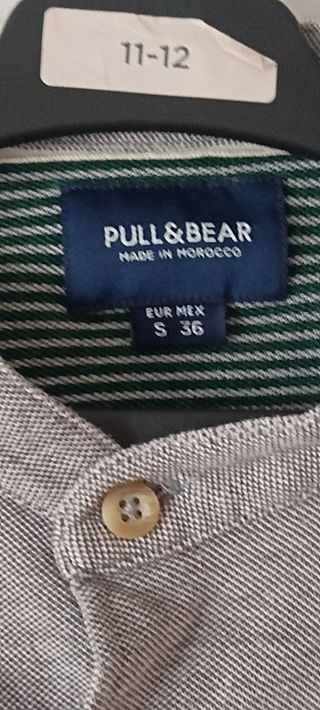 11-12
PULL&BEAR
MADE IN MOROCCO
EUR MEX
S 36